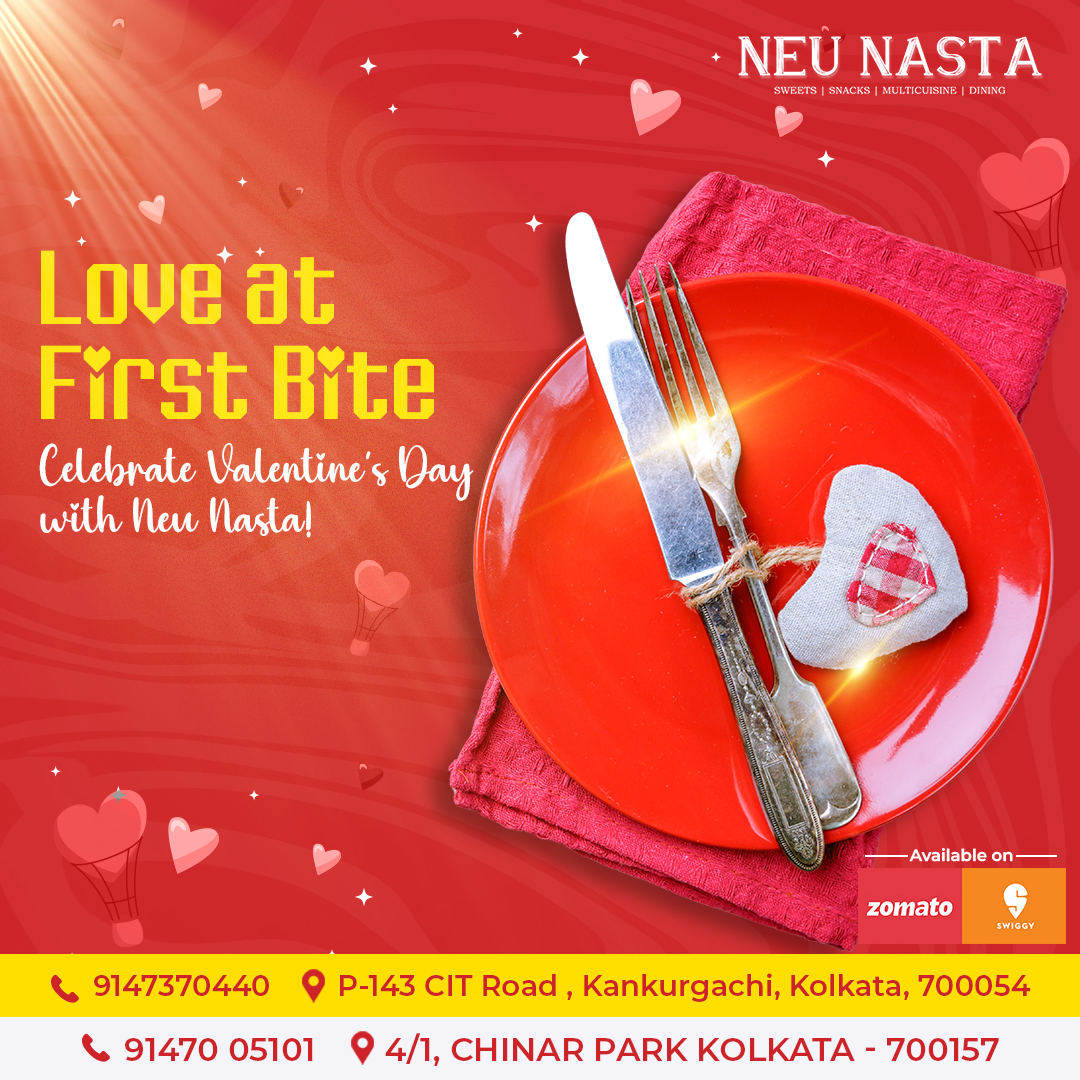 NEU NASTA
SWEETS | SNACKS | MULTICUISINE | DINING
Love at
First Bite
Celebrate Valentine's Day
with Neu Nasta!
Available on
zomato
SWIGGY
9147370440 P-143 CIT Road , Kankurgachi, Kolkata, 700054
91470 05101 4/1, CHINAR PARK KOLKATA - 700157